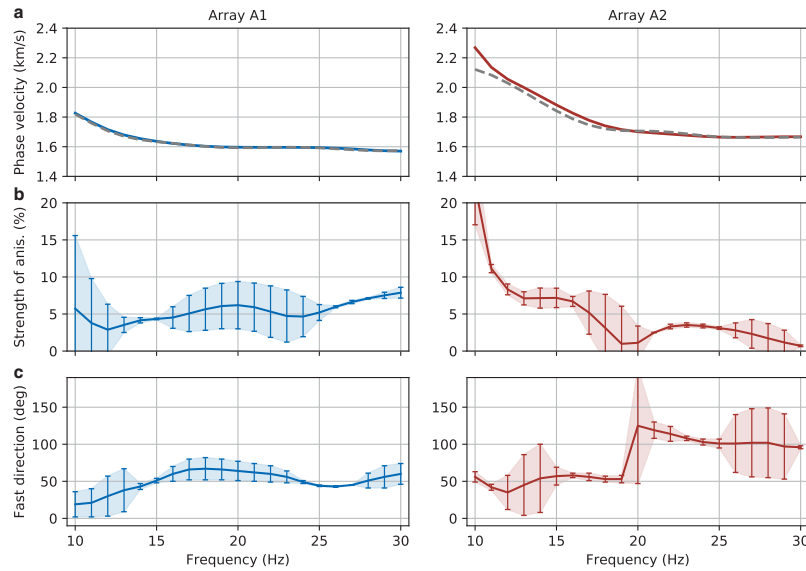 a
Array A1
Array A2
Phase velocity (km/s)
2.4
2.2
2.0
1.8
1.6
1.4
2.4
2.2
2.0
1.8
1.6
1.4
b
Strength of anis. (%)
20
15
10
5
0
20
15
10
5
0
c
Fast direction (deg)
150
100
50
0
150
100
50
0
10 15 20 25 30
10 15 20 25 30
Frequency (Hz)
Frequency (Hz)